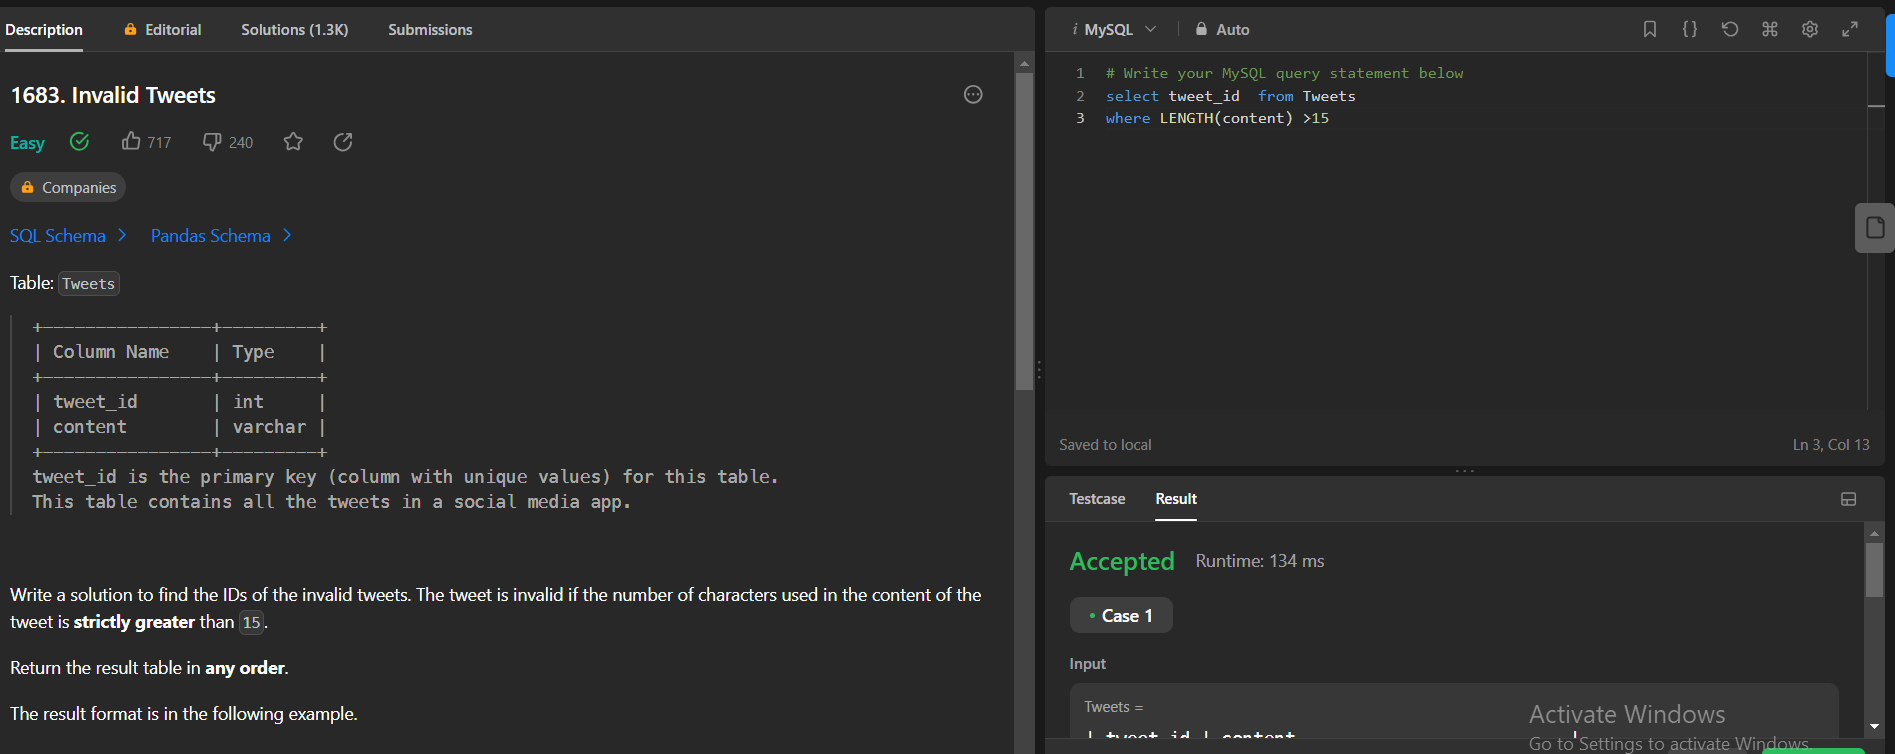 Description
Editorial
Solutions (1.3K)
Submissions
1683. Invalid Tweets
Easy
717
240
Companies
SQL Schema
Pandas Schema
Table: Tweets
+----------------+---------+
| Column Name    | Type    |
+----------------+---------+
| tweet_id       | int     |
| content        | varchar |
+----------------+---------+
tweet_id is the primary key (column with unique values) for this table.
This table contains all the tweets in a social media app.
Write a solution to find the IDs of the invalid tweets. The tweet is invalid if the number of characters used in the content of the
tweet is strictly greater than 15.
Return the result table in any order.
The result format is in the following example.
i MySQL
Auto
1 # Write your MySQL query statement below
2 select tweet_id  from Tweets
3 where LENGTH(content) >15
Saved to local
Ln 3, Col 13
Testcase
Result
Accepted
Runtime: 134 ms
Case 1
Input
Tweets =
| tweet_id | content |
Activate Windows
Go to Settings to activate Windows.